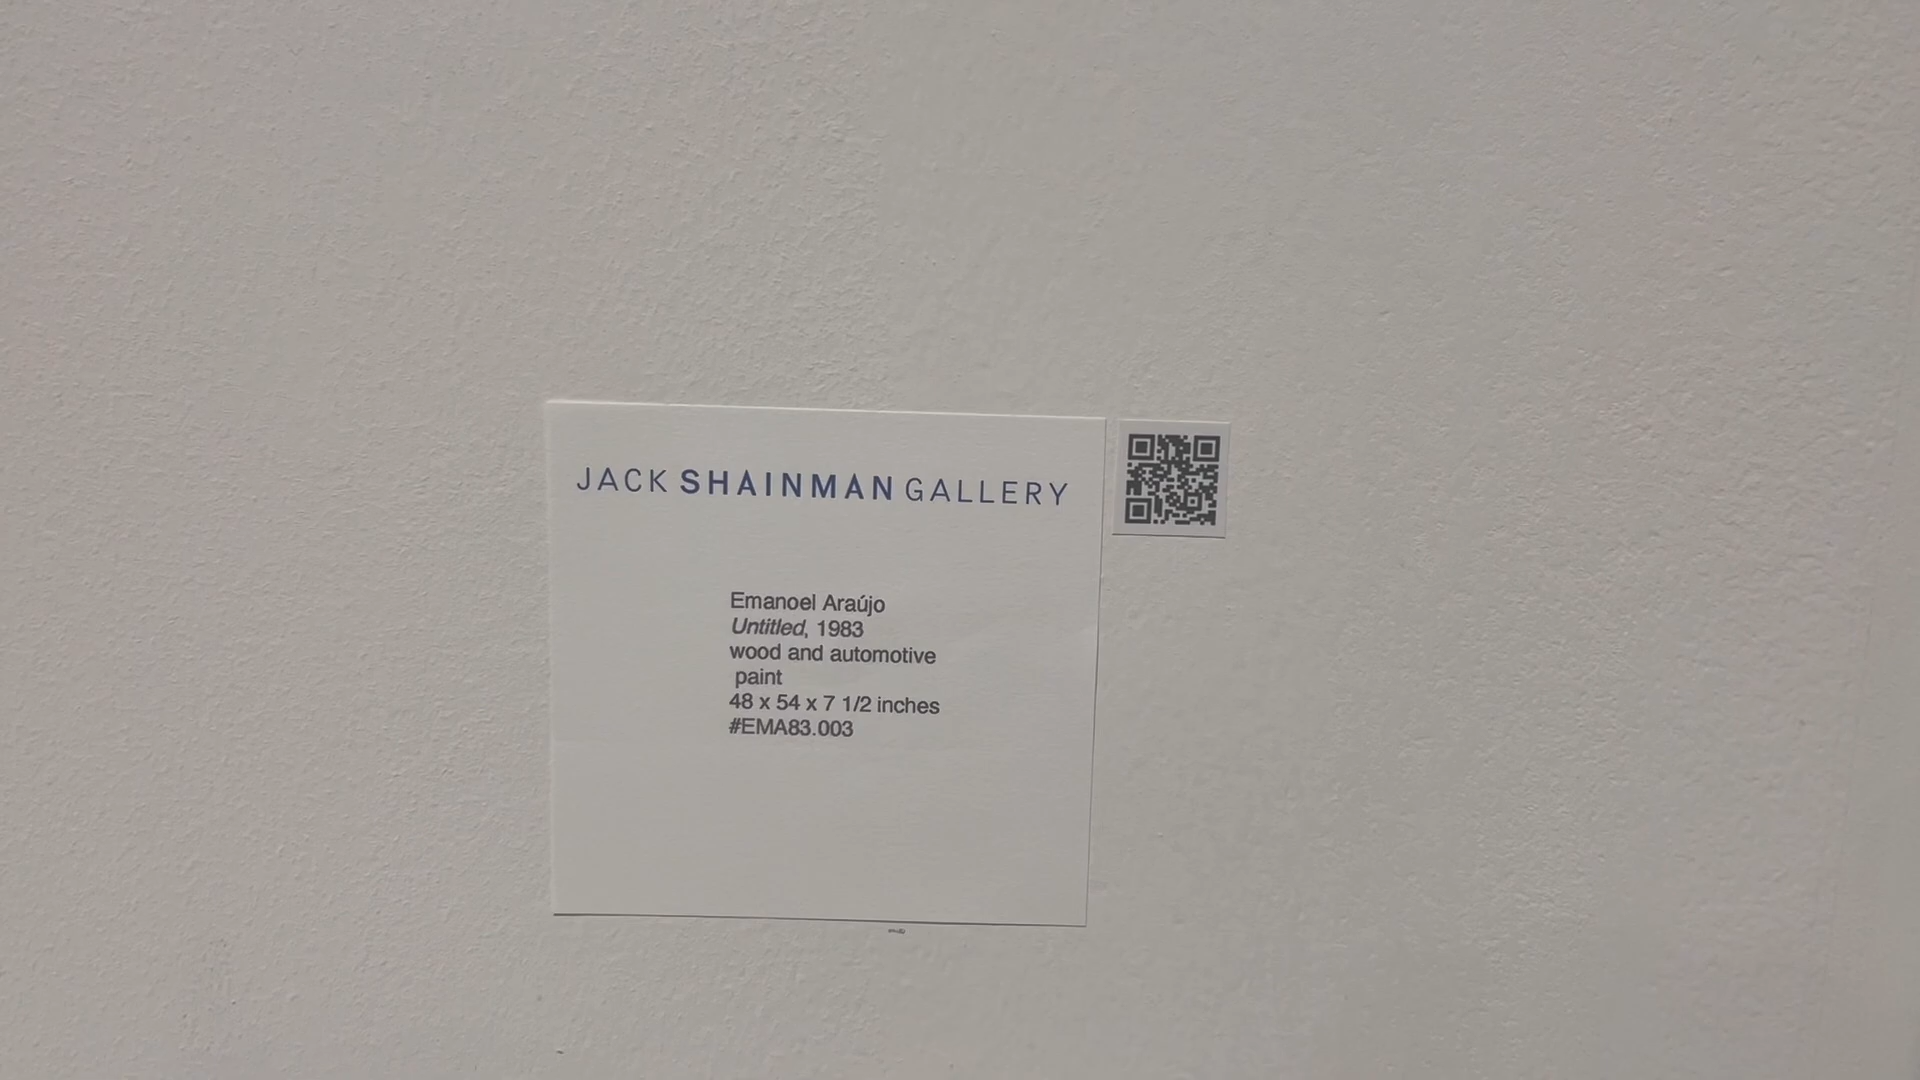 JACK SHAINMAN GALLERY
Emanoel Araújo
Untitled, 1983
wood and automotive
paint
48 x 54 x 7 1/2 inches
#EMA83.003